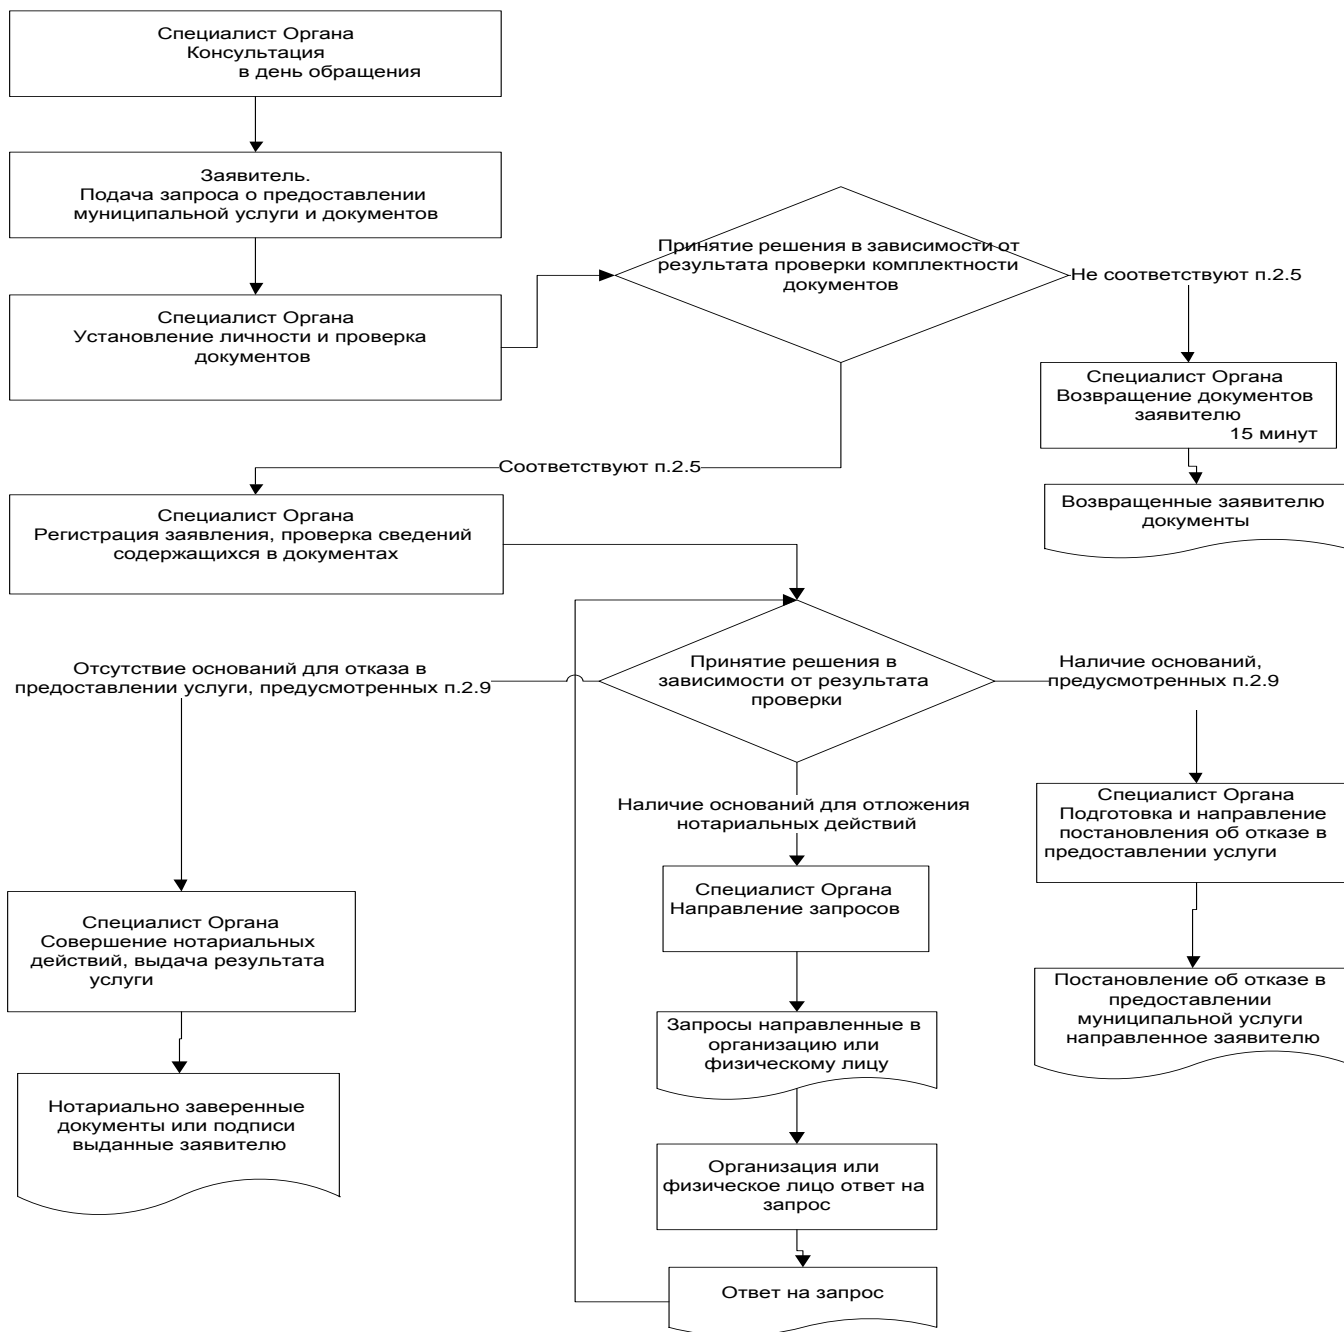 Специалист Органа
Консультация
в день обращения
Заявитель.
Подача запроса о предоставлении
муниципальной услуги и документов
Специалист Органа
Установление личности и проверка
документов
Принятие решения в зависимости от
результата проверки комплектности
документов
Не соответствуют п.2.5
Специалист Органа
Возвращение документов
заявителю
15 минут
Возвращенные заявителю
документы
Соответствуют п.2.5
Специалист Органа
Регистрация заявления, проверка сведений
содержащихся в документах
Принятие решения в
зависимости от результата
проверки
Отсутствие оснований для отказа в
предоставлении услуги, предусмотренных п.2.9
Наличие оснований,
предусмотренных п.2.9
Наличие оснований для отложения
нотариальных действий
Специалист Органа
Подготовка и направление
постановления об отказе в
предоставлении услуги
Специалист Органа
Направление запросов
Специалист Органа
Совершение нотариальных
действий, выдача результата
услуги
Постановление об отказе в
предоставлении
муниципальной услуги
направленное заявителю
Запросы направленные в
организацию или
физическому лицу
Нотариально заверенные
документы или подписи
выданные заявителю
Организация или
физическое лицо ответ на
запрос
Ответ на запрос